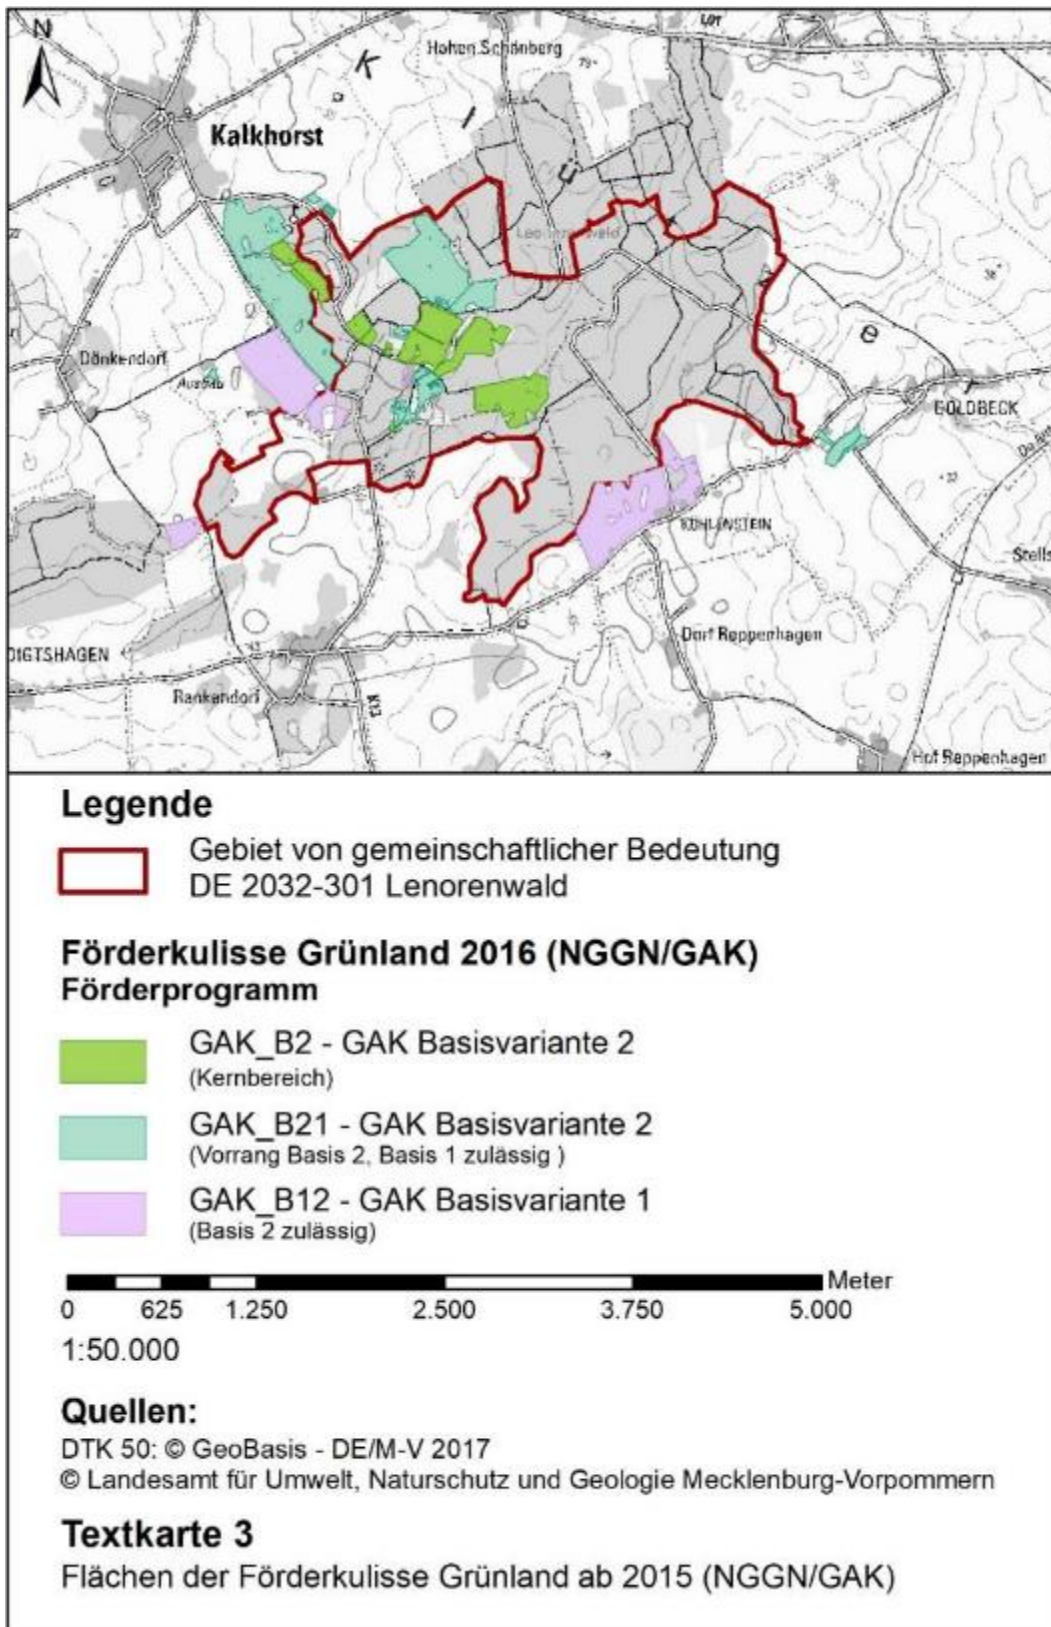 N
K13
Hohen Schönberg
Kalkhorst
K
l
ü
Dönkendorf
Ausbau
e
GOLDBECK
Dorf Reppenhagen
Rankendorf
K13
Hof Reppenhagen
Legende
Gebiet von gemeinschaftlicher Bedeutung
DE 2032-301 Lenorenwald
Förderkulisse Grünland 2016 (NGGN/GAK)
Förderprogramm
GAK_B2 - GAK Basisvariante 2
(Kernbereich)
GAK_B21 - GAK Basisvariante 2
(Vorrang Basis 2, Basis 1 zulässig )
GAK_B12 - GAK Basisvariante 1
(Basis 2 zulässig)
Meter
0 625 1.250 2.500 3.750 5.000
1:50.000
Quellen:
DTK 50: © GeoBasis - DE/M-V 2017
© Landesamt für Umwelt, Naturschutz und Geologie Mecklenburg-Vorpommern
Textkarte 3
Flächen der Förderkulisse Grünland ab 2015 (NGGN/GAK)